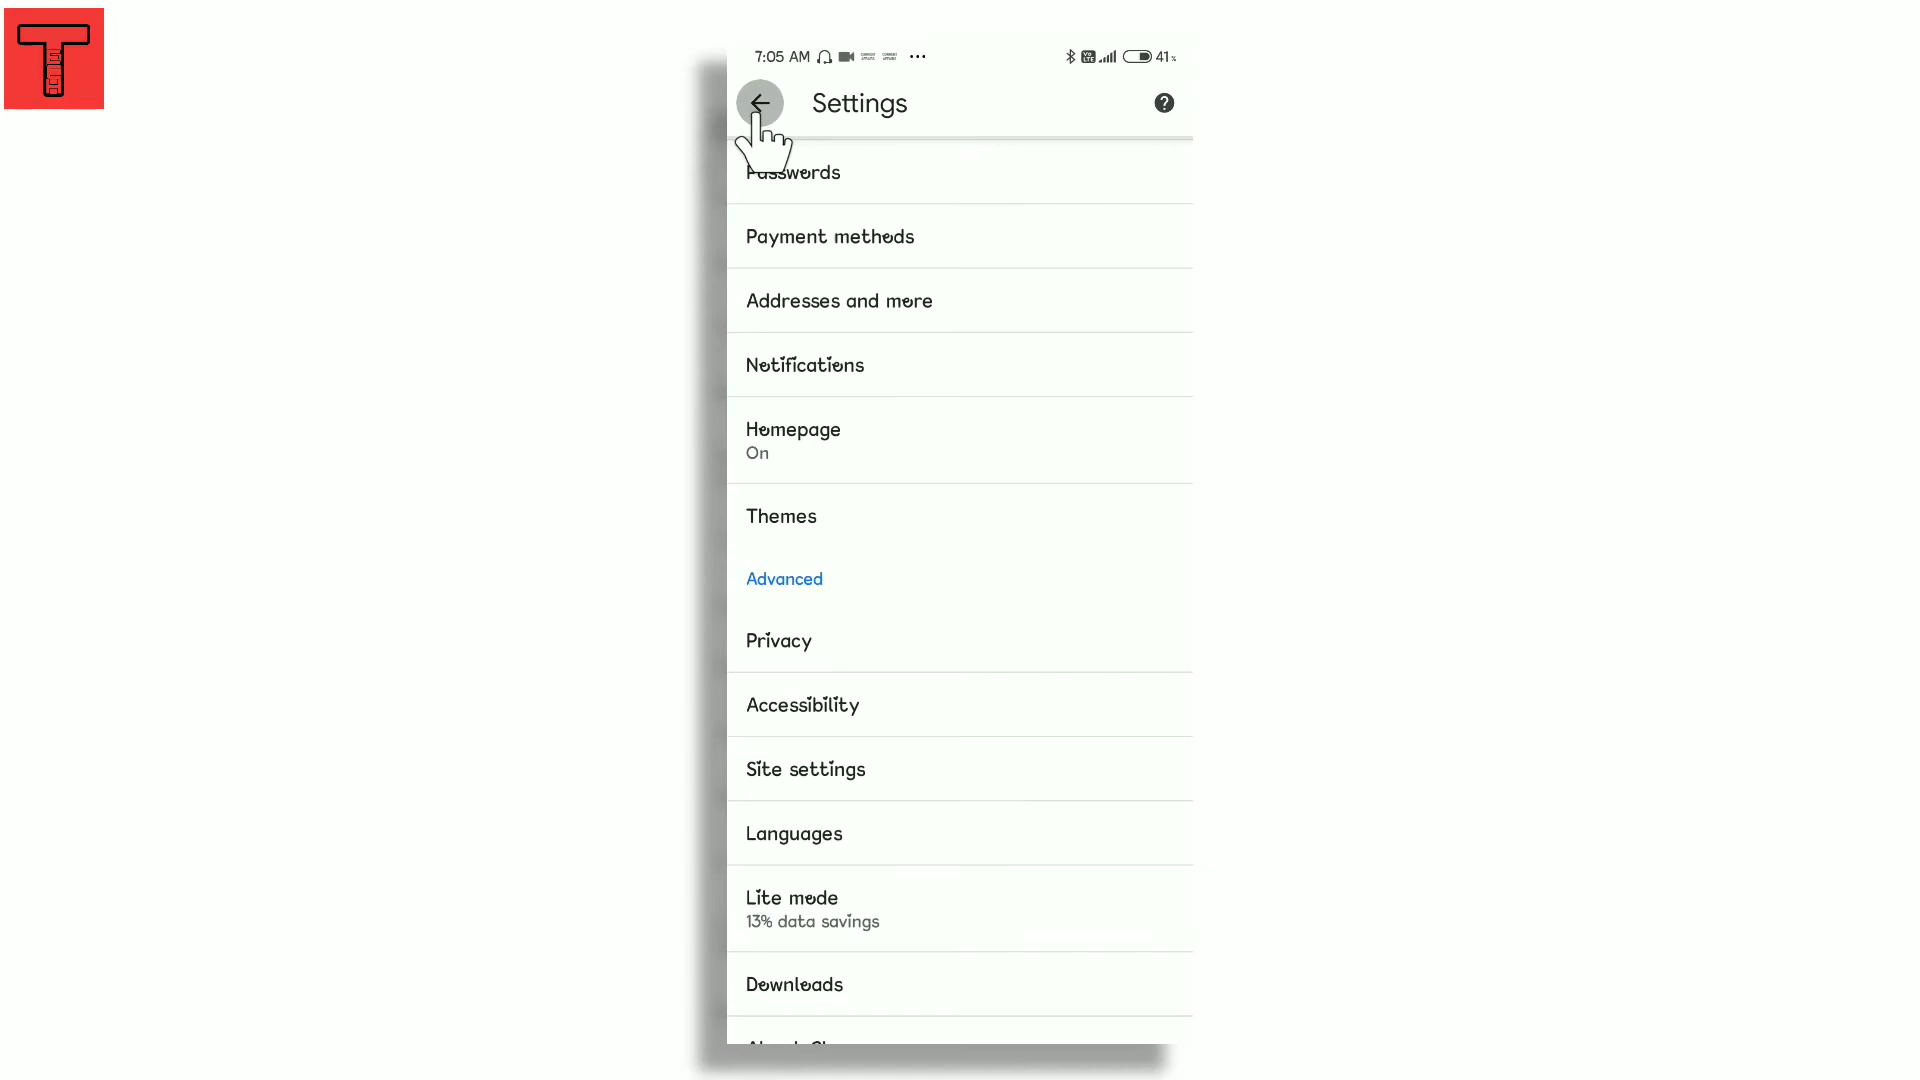 T
7:05 AM
41%
Settings
Passwords
Payment methods
Addresses and more
Notifications
Homepage
On
Themes
Advanced
Privacy
Accessibility
Site settings
Languages
Lite mode
13% data savings
Downloads